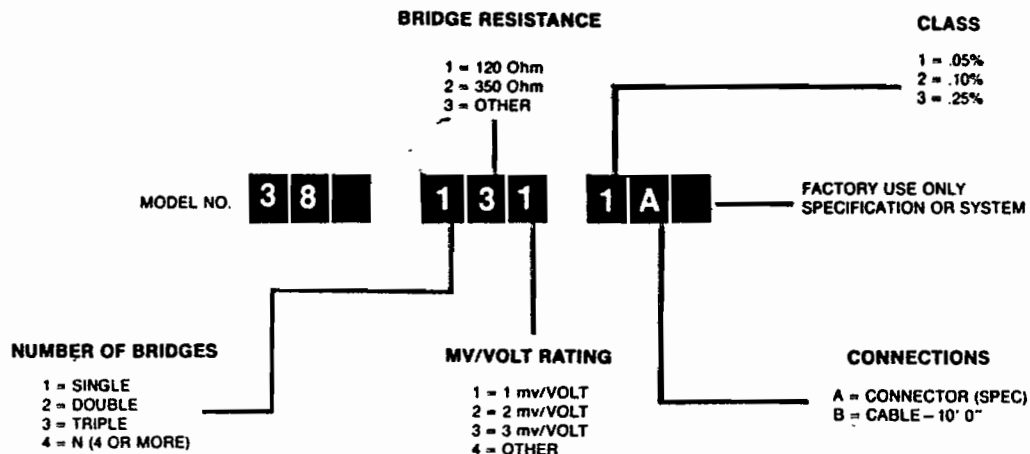 BRIDGE RESISTANCE
1 = 120 Ohm
2 = 350 Ohm
3 = OTHER
CLASS
1 = .05%
2 = .10%
3 = .25%
MODEL NO. 3 8 1 3 1 1 A
FACTORY USE ONLY
SPECIFICATION OR SYSTEM
NUMBER OF BRIDGES
1 = SINGLE
2 = DOUBLE
3 = TRIPLE
4 = N (4 OR MORE)
MV/VOLT RATING
1 = 1 mv/VOLT
2 = 2 mv/VOLT
3 = 3 mv/VOLT
4 = OTHER
CONNECTIONS
A = CONNECTOR (SPEC)
B = CABLE – 10' 0"